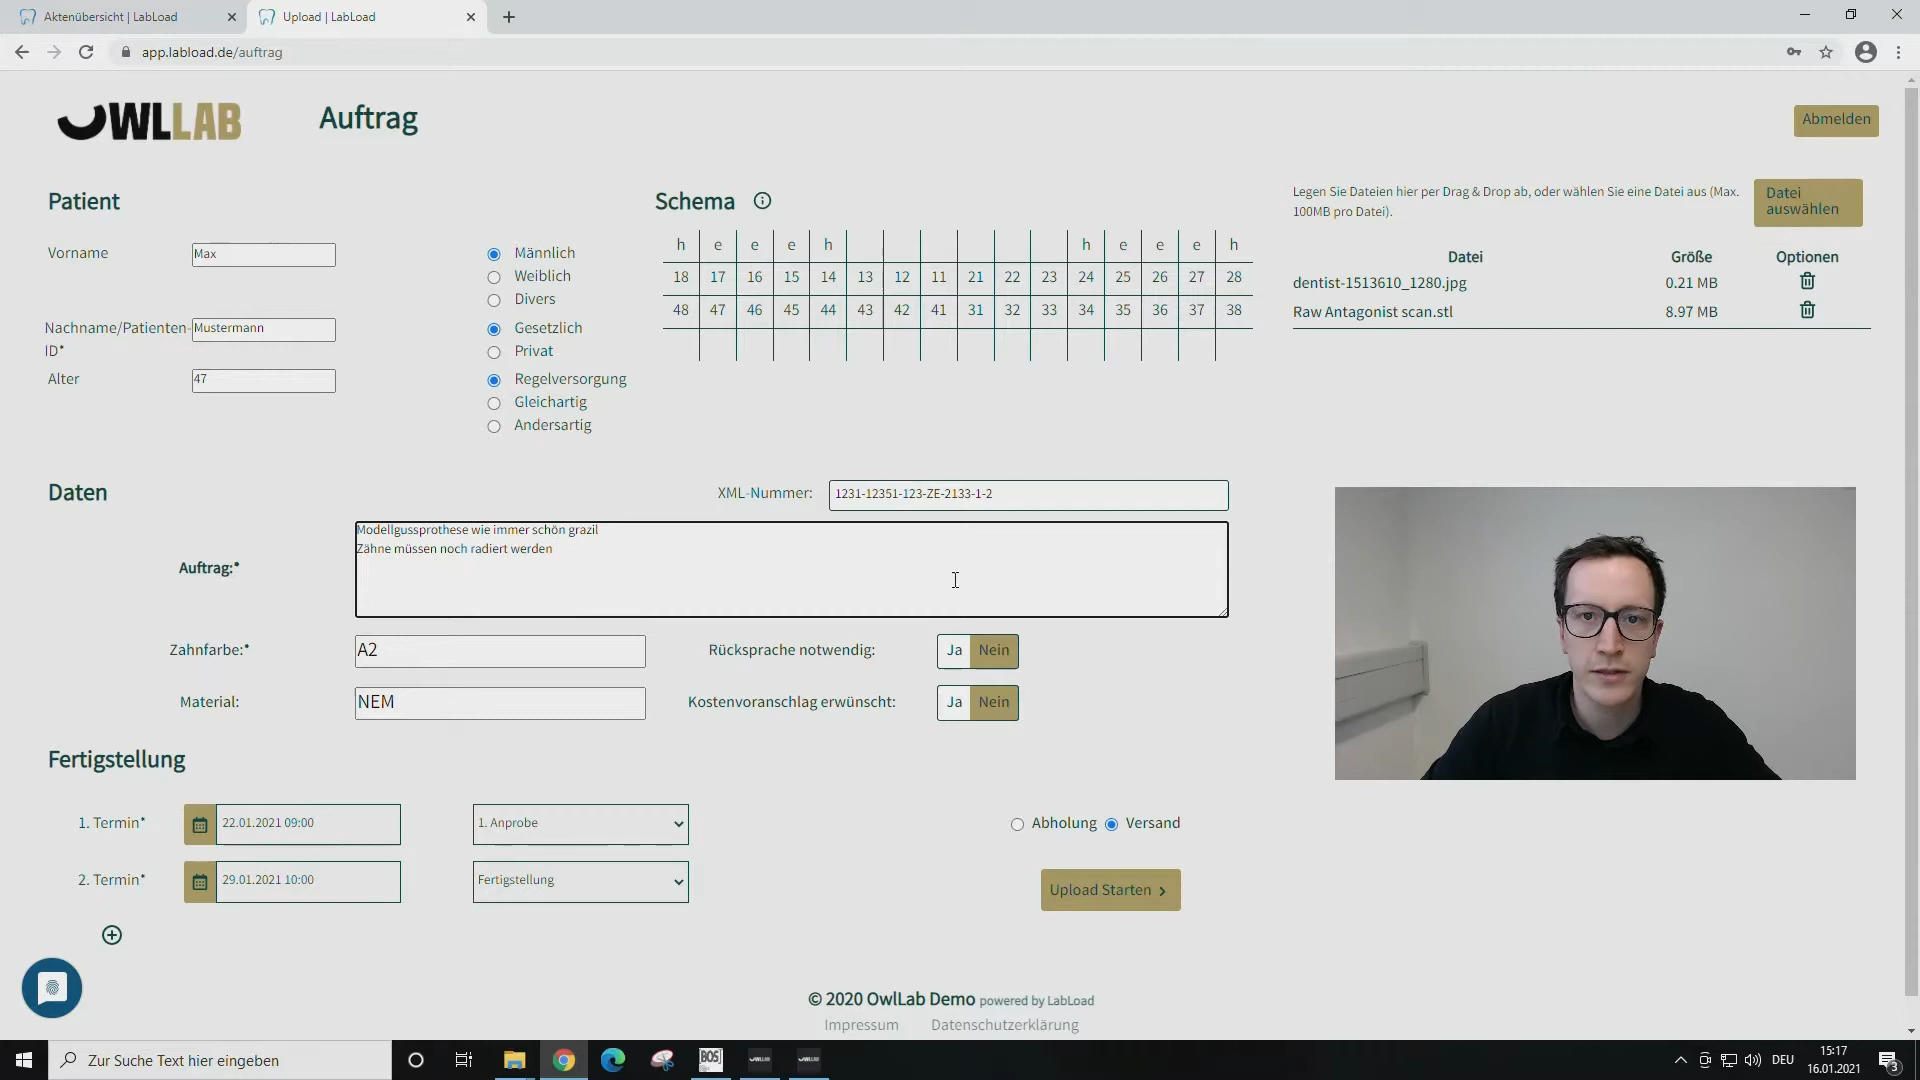 Aktenübersicht | LabLoad
Upload | LabLoad
app.labload.de/auftrag
OWLLAB
Auftrag
Abmelden
Patient
Vorname
Max
Männlich
Weiblich
Divers
Nachname/Patienten-
ID*
Mustermann
Gesetzlich
Privat
Alter
47
Regelversorgung
Gleichartig
Andersartig
Schema
h e e e h h e e e h
18 17 16 15 14 13 12 11 21 22 23 24 25 26 27 28
48 47 46 45 44 43 42 41 31 32 33 34 35 36 37 38
Legen Sie Dateien hier per Drag & Drop ab, oder wählen Sie eine Datei aus (Max.
100MB pro Datei).
Datei
auswählen
Datei Größe Optionen
dentist-1513610_1280.jpg 0.21 MB
Raw Antagonist scan.stl 8.97 MB
Daten
XML-Nummer: 1231-12351-123-ZE-2133-1-2
Auftrag:*
Modellgussprothese wie immer schön grazil
Zähne müssen noch radiert werden
Zahnfarbe:* A2
Rücksprache notwendig: Ja Nein
Material: NEM
Kostenvoranschlag erwünscht: Ja Nein
Fertigstellung
1. Termin* 22.01.2021 09:00 1. Anprobe
Abholung Versand
2. Termin* 29.01.2021 10:00 Fertigstellung
Upload Starten
© 2020 OwlLab Demo powered by LabLoad
Impressum Datenschutzerklärung
Zur Suche Text hier eingeben
BOS
DEU
15:17
16.01.2021
3